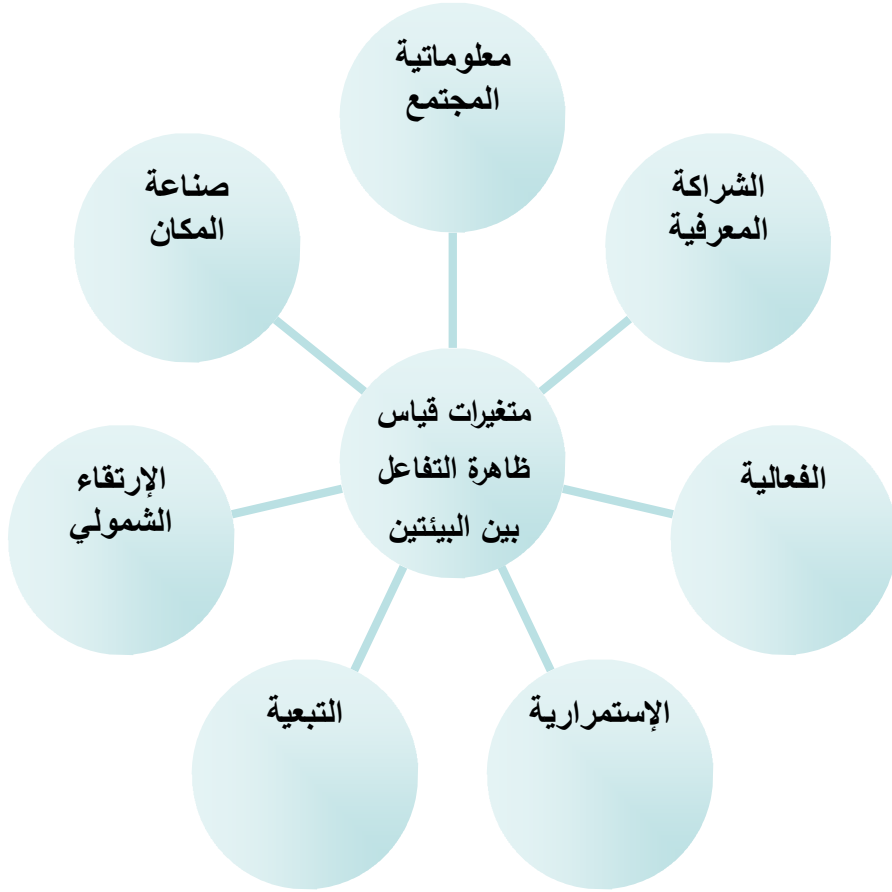 معلوماتية
المجتمع
الشراكة
المعرفية
صناعة
المكان
متغيرات قياس
ظاهرة التفاعل
بين البيئتين
الفعالية
الإرتقاء
الشمولي
الإستمرارية
التبعية